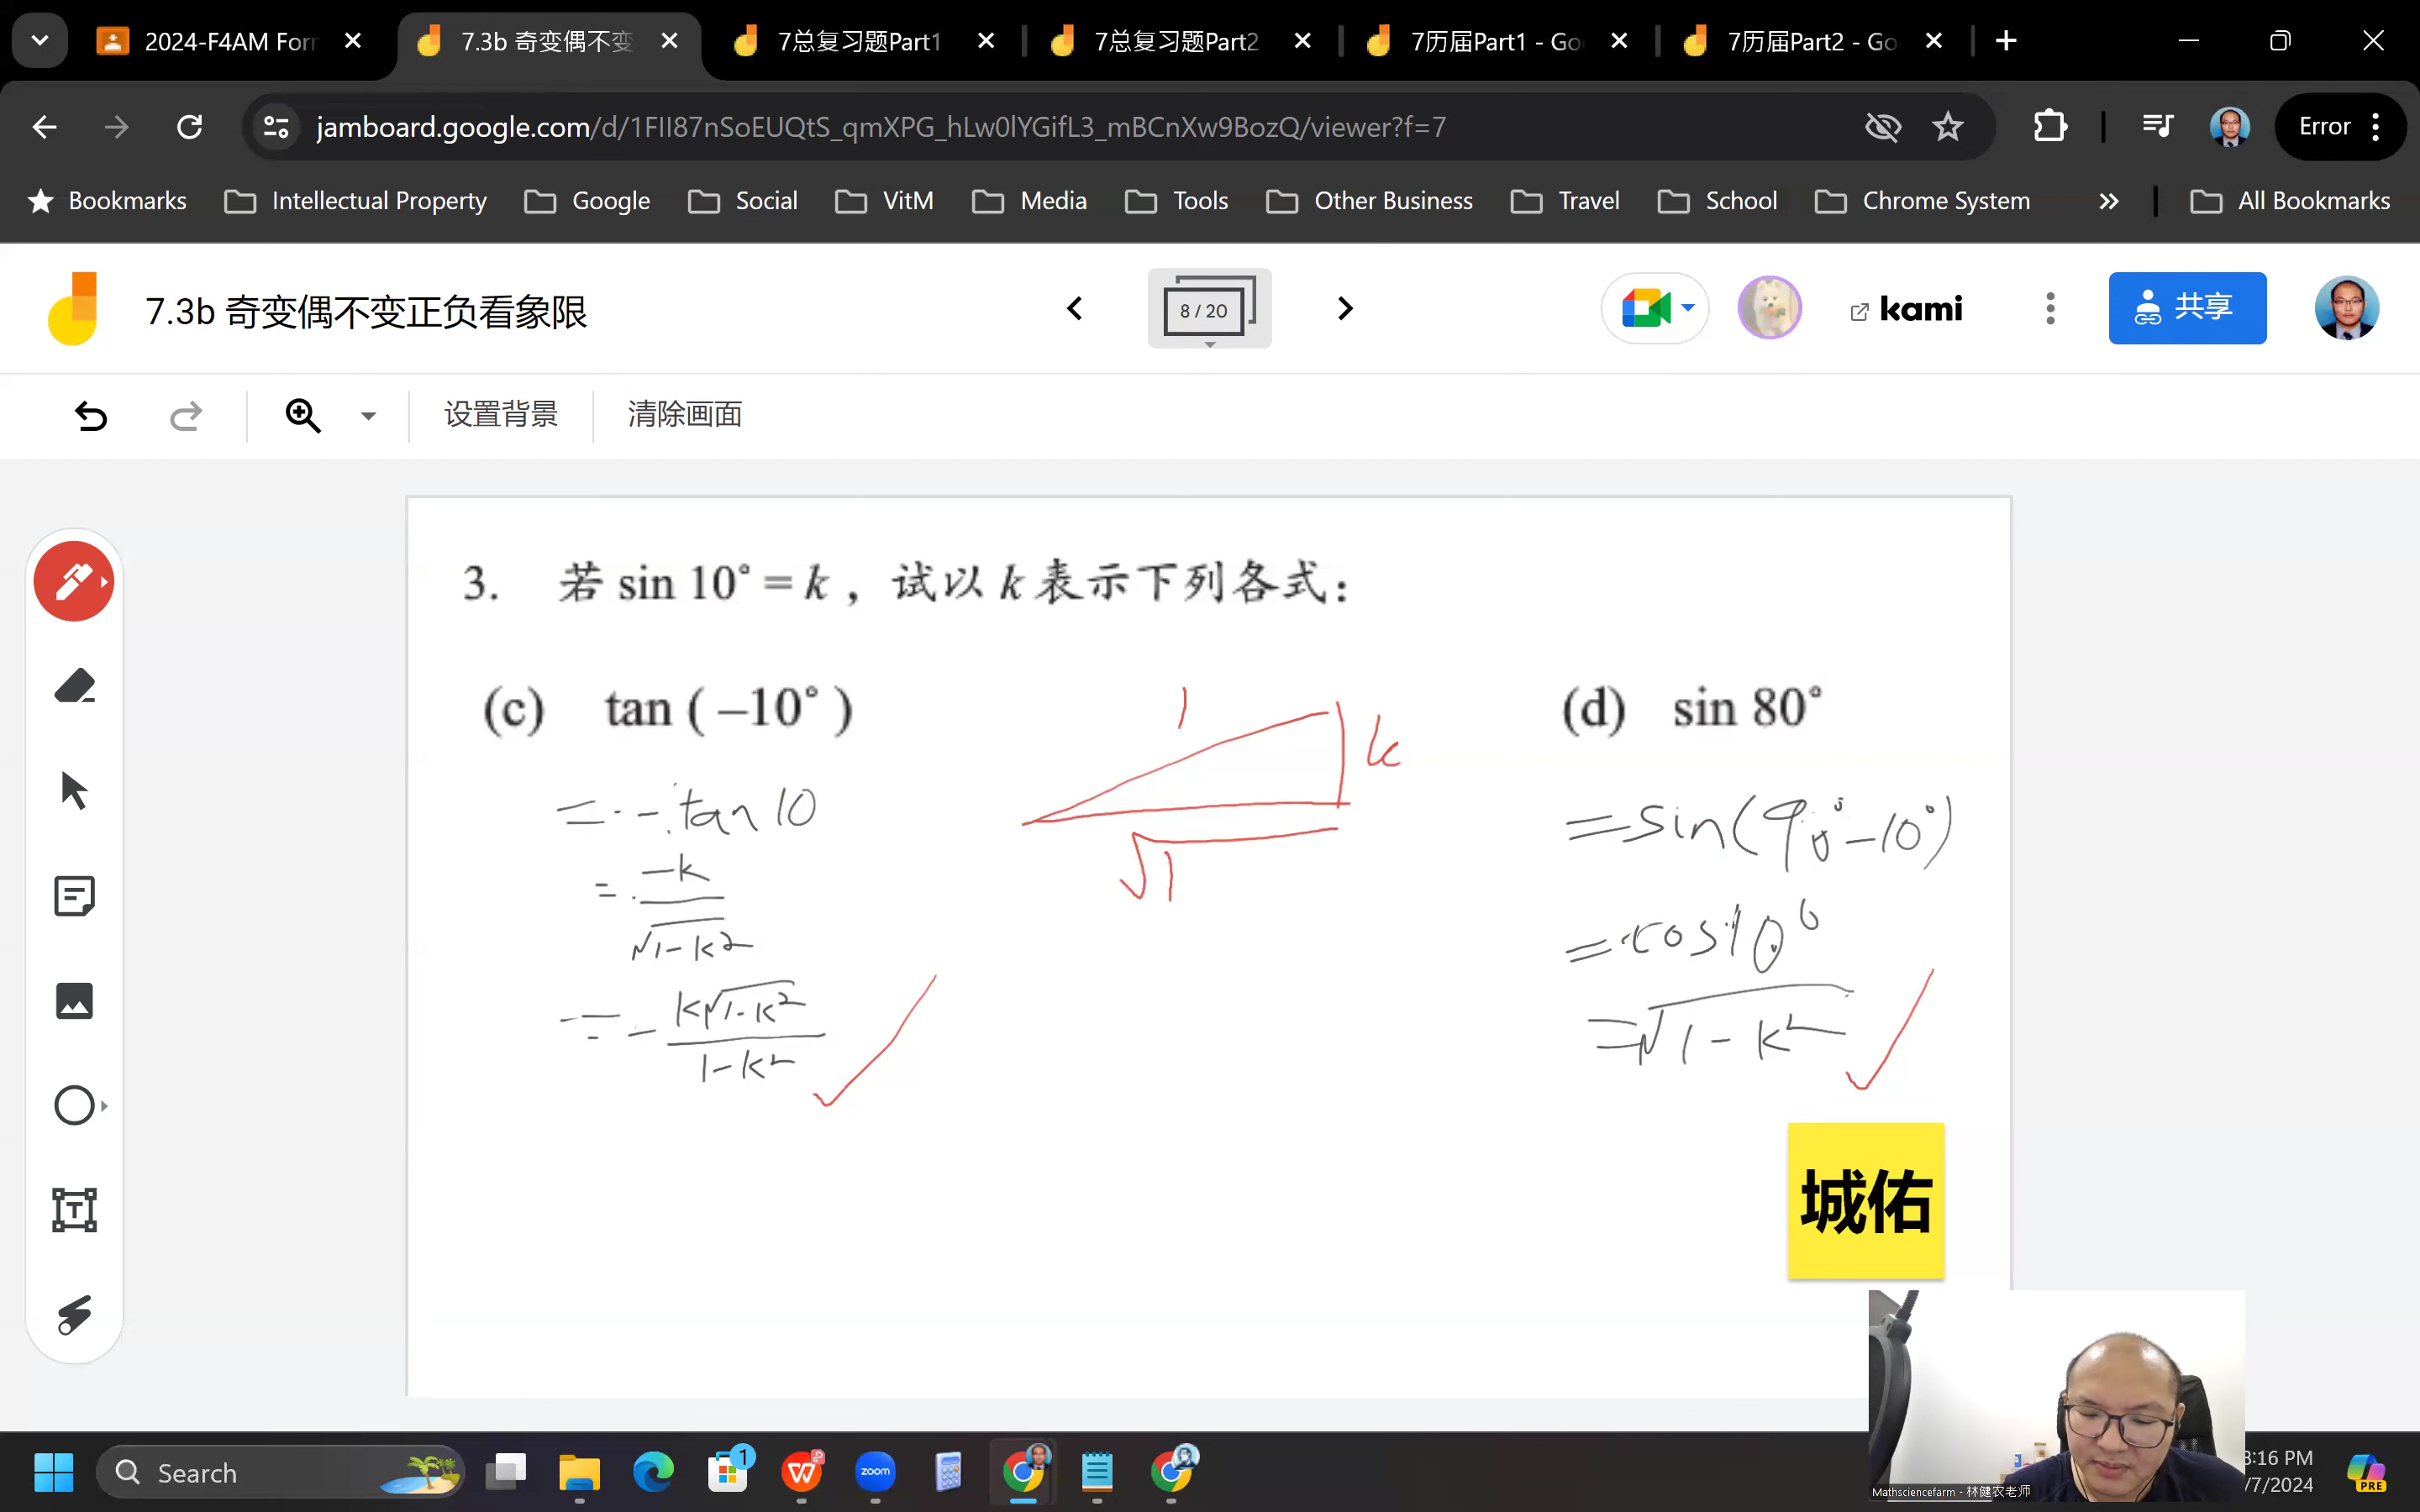 2024-F4AM Forr
7.3b 奇变偶不变
7总复习题Part1
7总复习题Part2
7历届Part1 - Go
7历届Part2 - Go
jamboard.google.com/d/1FII87nSoEUQtS_qmXPG_hLw0lYGifL3_mBCnXw9BozQ/viewer?f=7
Error
Bookmarks
Intellectual Property
Google
Social
VitM
Media
Tools
Other Business
Travel
School
Chrome System
All Bookmarks
7.3b 奇变偶不变正负看象限
8 / 20
kami
共享
设置背景
清除画面
3. 若 sin 10° = k ，试以 k 表示下列各式：
(c) tan ( –10° )
= - tan 10
= -k/√1-k²
= - k√1-k²/1-k²
1
k
√1
(d) sin 80°
= sin(90°-10°)
= cos10°
= √1-k²
城佑
Mathsciencefarm - 林健农老师
Search
1
zoom
3:16 PM
/7/2024
PRE